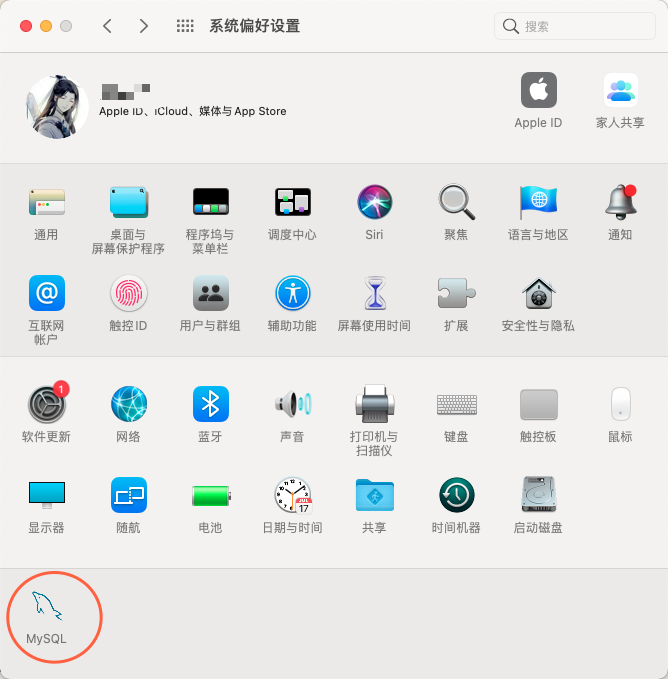 系统偏好设置
搜索
Apple ID、iCloud、媒体与 App Store
Apple ID
家人共享
通用
桌面与
屏幕保护程序
程序坞与
菜单栏
调度中心
Siri
聚焦
语言与地区
通知
互联网
帐户
触控 ID
用户与群组
辅助功能
屏幕使用时间
扩展
安全性与隐私
1
软件更新
网络
蓝牙
声音
打印机与
扫描仪
键盘
触控板
鼠标
显示器
随航
电池
JUL
17
日期与时间
共享
时间机器
启动磁盘
MySQL